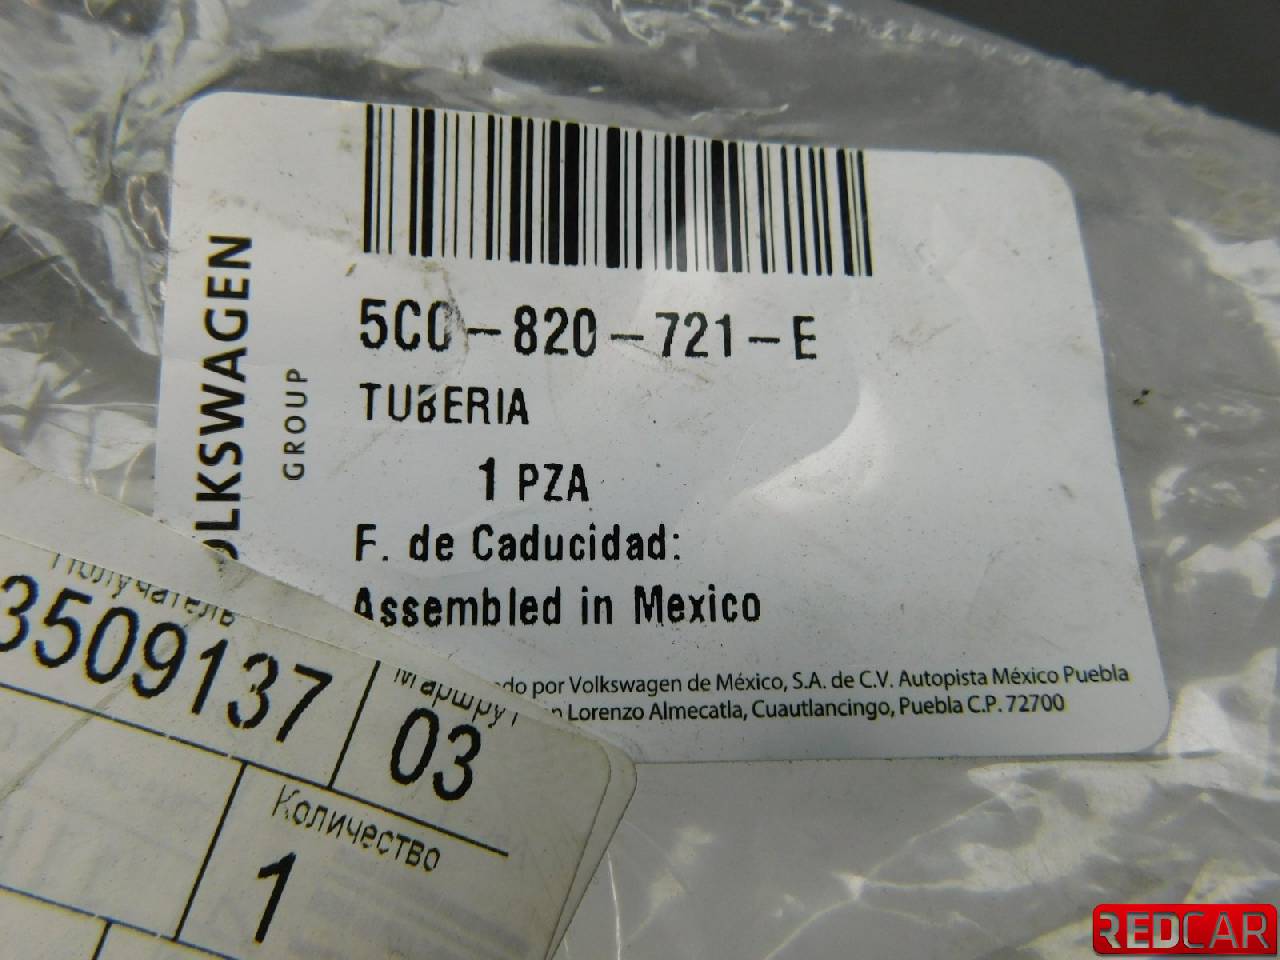 VOLKSWAGEN
GROUP
5C0-820-721-E
TUBERIA
1 PZA
F. de Caducidad:
Assembled in Mexico
do por Volkswagen de México, S.A. de C.V. Autopista México Puebla
Lorenzo Almecatla, Cuautlancingo, Puebla C.P. 72700
Получатель
3509137
Маршрут
03
Количество
1
REDCAR